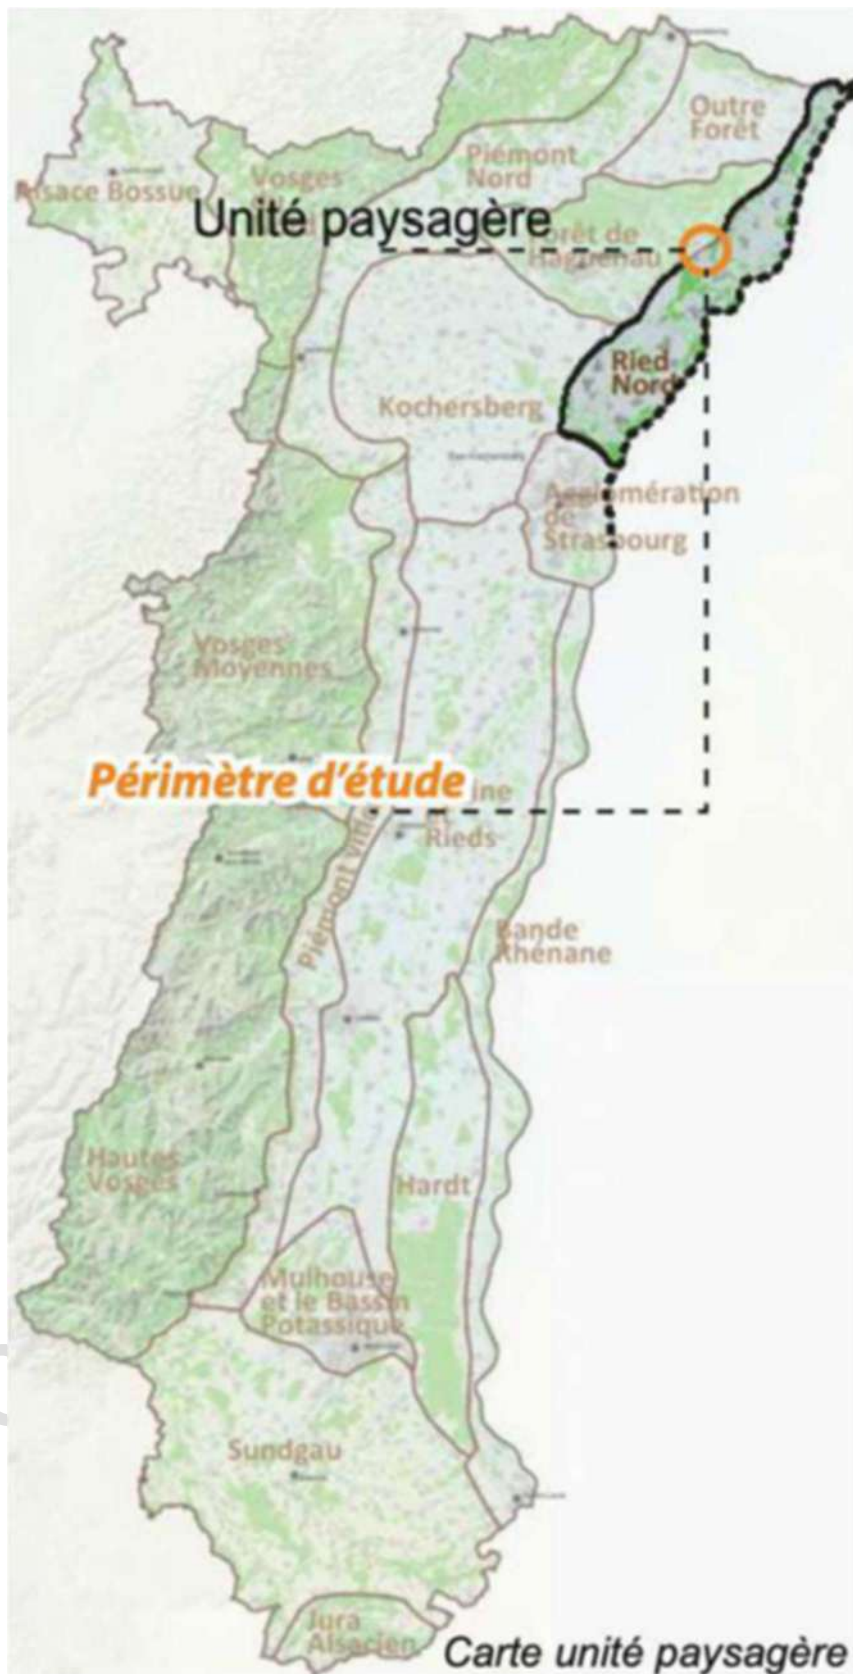 Outre
Forêt
Piémont
Nord
Alsace Bossue
Vosges
Unité paysagère
Forêt de
Haguenau
Ried
Nord
Kochersberg
Agglomération
de
Strasbourg
Vosges
Moyennes
Périmètre d'étude
ine
Rieds
Piémont Viti
Bande
Rhénane
Hautes
Vosges
Hardt
Mulhouse
et le Bassin
Potassique
Sundgau
Jura
Alsacien
Carte unité paysagère